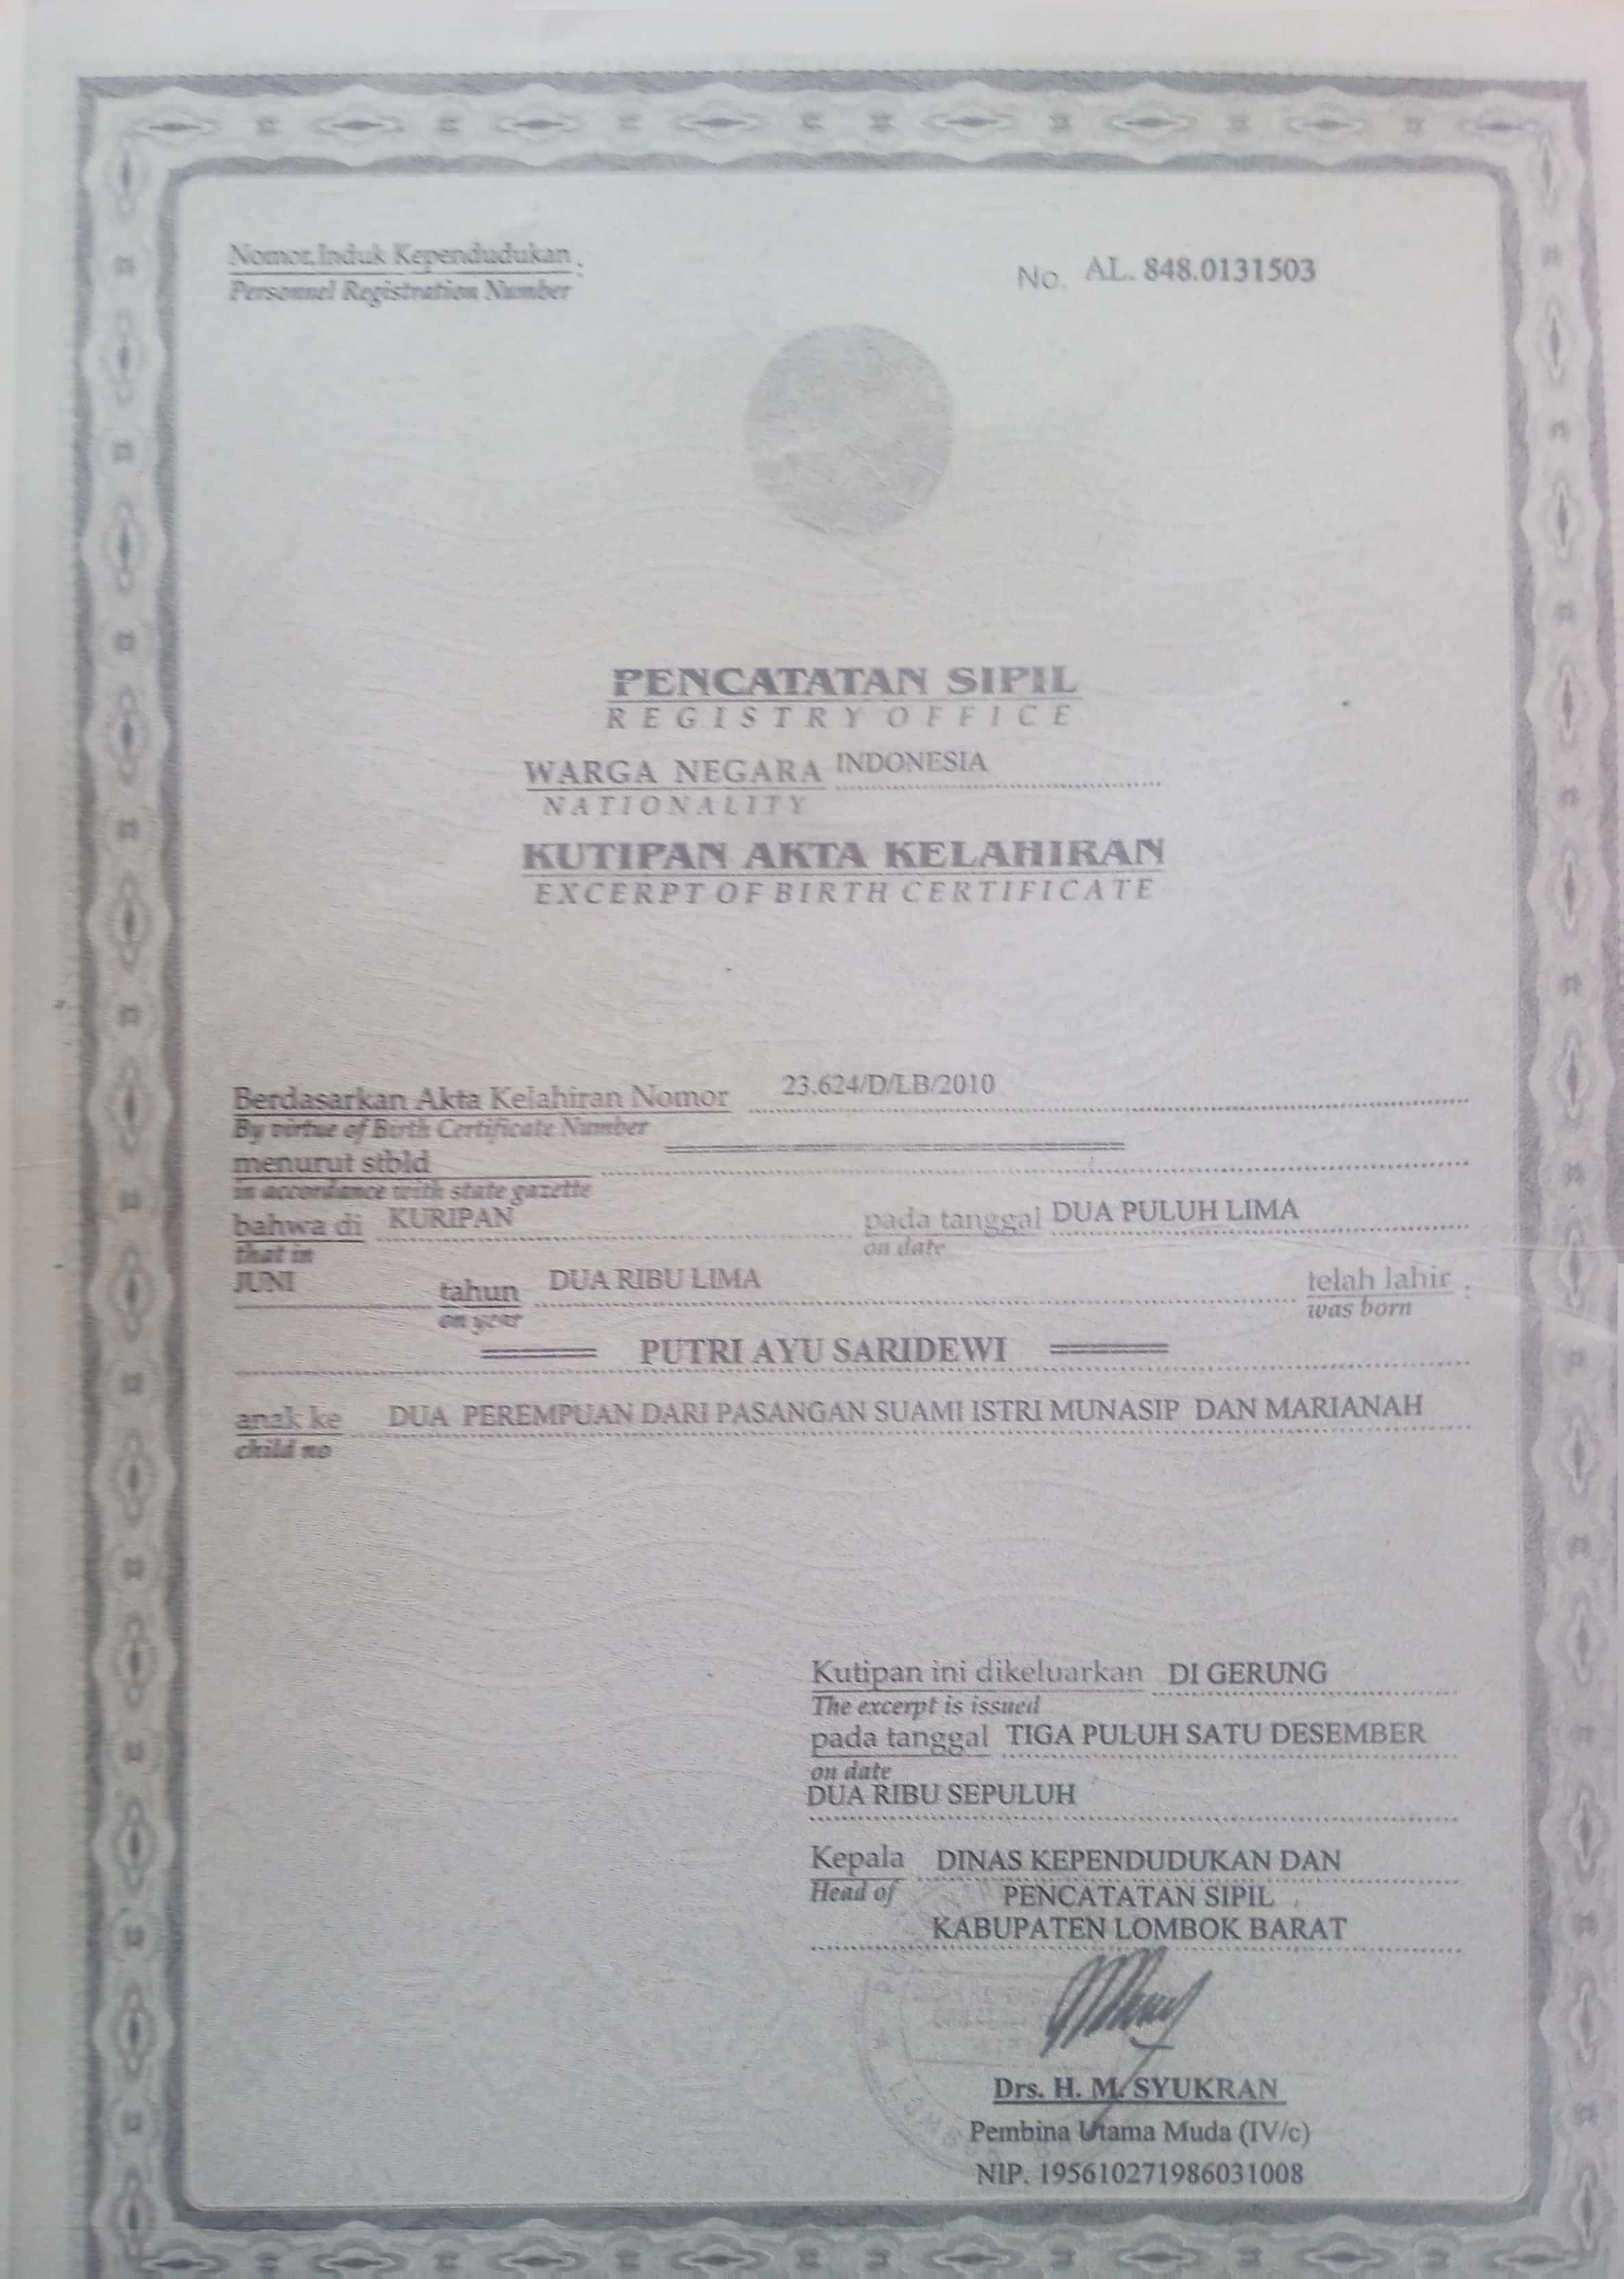 Nomor Induk Kependudukan :
Personnel Registration Number
No. AL. 848.0131503
PENCATATAN SIPIL
REGISTRY OFFICE
WARGA NEGARA INDONESIA
NATIONALITY
KUTIPAN AKTA KELAHIRAN
EXCERPT OF BIRTH CERTIFICATE
Berdasarkan Akta Kelahiran Nomor 23.624/D/LB/2010
By virtue of Birth Certificate Number
menurut stbld
in accordance with state gazette
bahwa di KURIPAN pada tanggal DUA PULUH LIMA
that in on date
JUNI tahun DUA RIBU LIMA telah lahir :
on year was born
PUTRI AYU SARIDEWI
anak ke DUA PEREMPUAN DARI PASANGAN SUAMI ISTRI MUNASIP DAN MARIANAH
child no
Kutipan ini dikeluarkan DI GERUNG
The excerpt is issued
pada tanggal TIGA PULUH SATU DESEMBER
on date
DUA RIBU SEPULUH
Kepala DINAS KEPENDUDUKAN DAN
Head of PENCATATAN SIPIL
KABUPATEN LOMBOK BARAT
Drs. H. M. SYUKRAN
Pembina Utama Muda (IV/c)
NIP. 195610271986031008